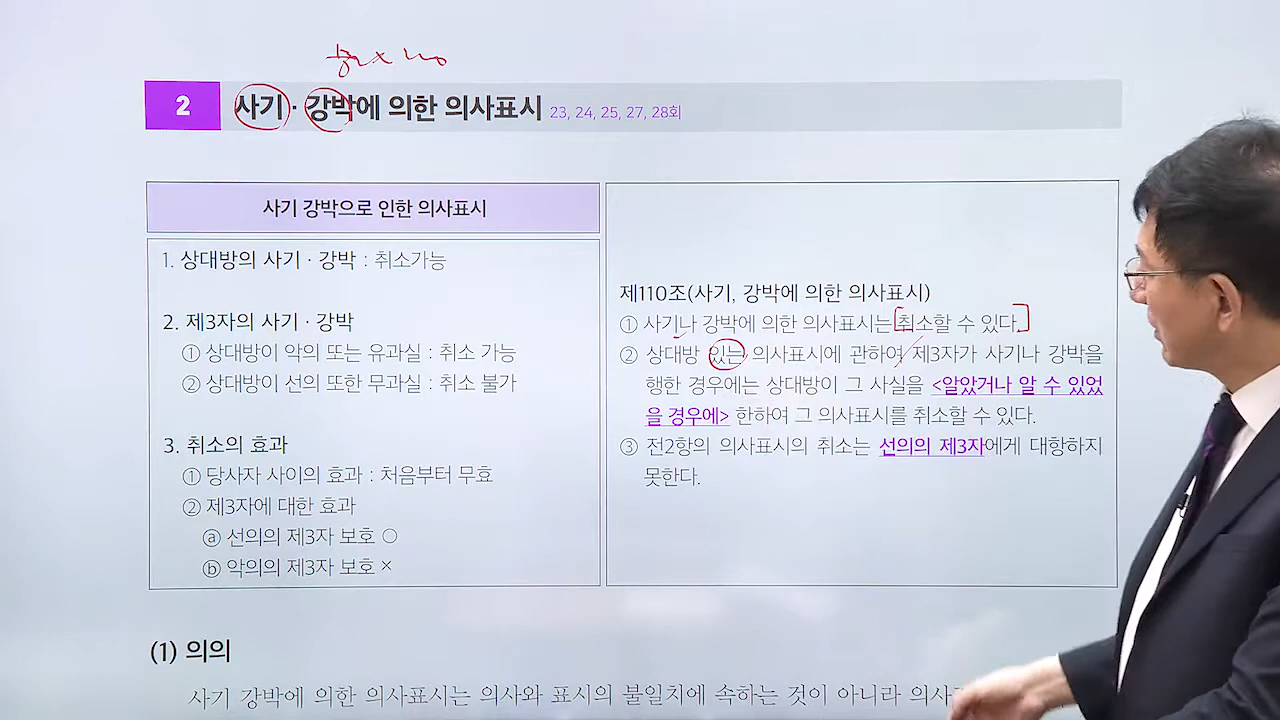 2
사기 · 강박에 의한 의사표시 23, 24, 25, 27, 28회
사기 강박으로 인한 의사표시
1. 상대방의 사기 · 강박 : 취소가능
2. 제3자의 사기 · 강박
① 상대방이 악의 또는 유과실 : 취소 가능
② 상대방이 선의 또한 무과실 : 취소 불가
3. 취소의 효과
① 당사자 사이의 효과 : 처음부터 무효
② 제3자에 대한 효과
ⓐ 선의의 제3자 보호 ○
ⓑ 악의의 제3자 보호 ×
제110조(사기, 강박에 의한 의사표시)
① 사기나 강박에 의한 의사표시는 취소할 수 있다.
② 상대방 있는 의사표시에 관하여 제3자가 사기나 강박을
행한 경우에는 상대방이 그 사실을 <알았거나 알 수 있었
을 경우에> 한하여 그 의사표시를 취소할 수 있다.
③ 전2항의 의사표시의 취소는 선의의 제3자에게 대항하지
못한다.
(1) 의의
사기 강박에 의한 의사표시는 의사와 표시의 불일치에 속하는 것이 아니라